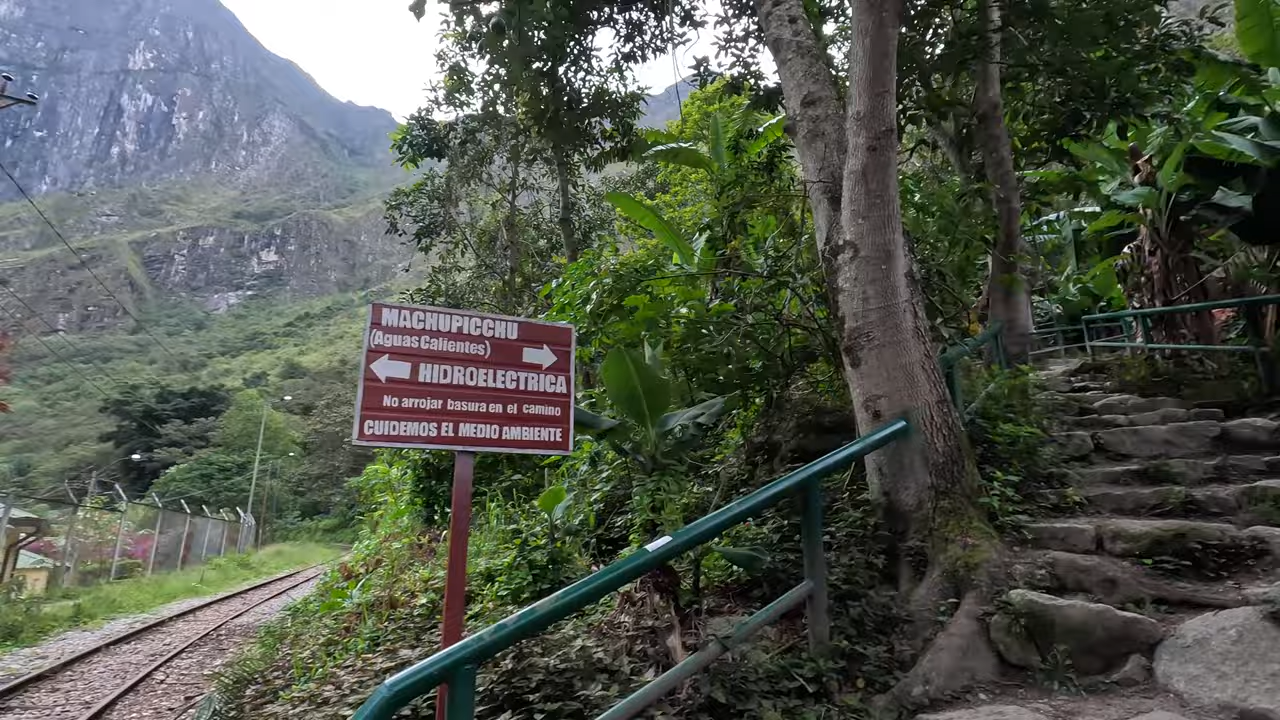 MACHUPICCHU
(Aguas Calientes)
HIDROELECTRICA
No arrojar basura en el camino
CUIDEMOS EL MEDIO AMBIENTE